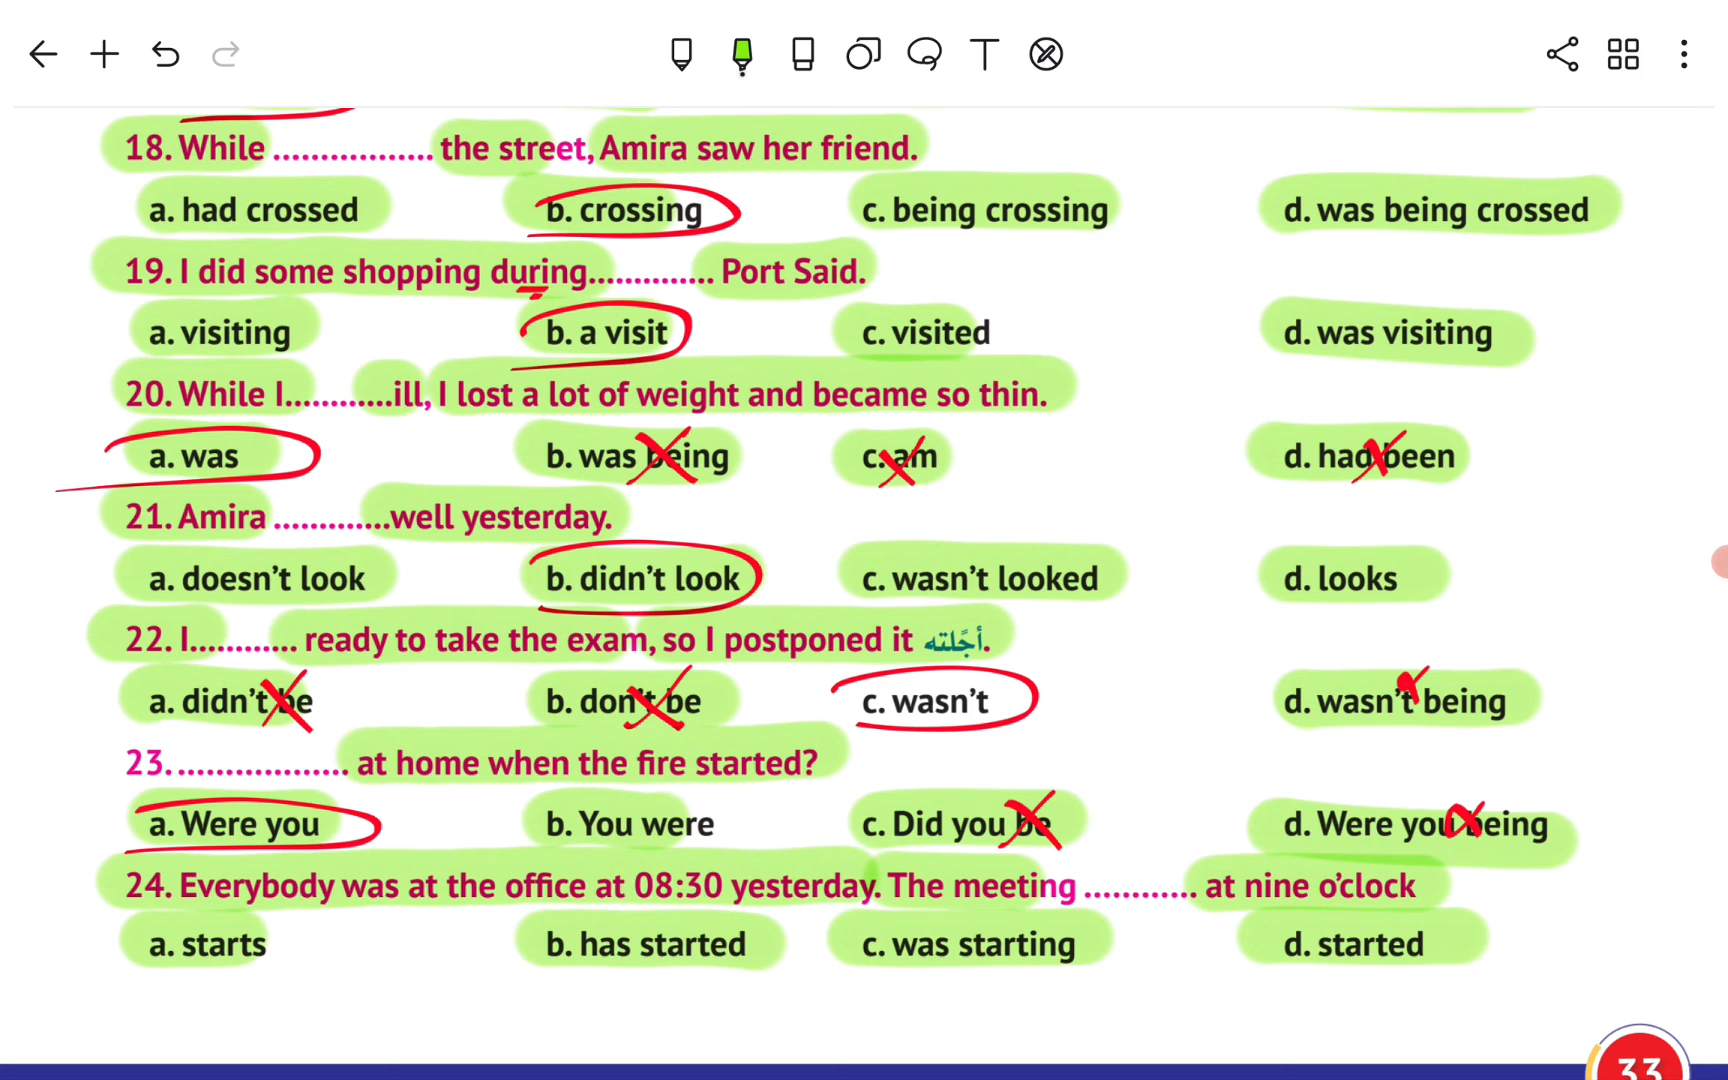 18. While ................. the street, Amira saw her friend.
a. had crossed b. crossing c. being crossing d. was being crossed
19. I did some shopping during............. Port Said.
a. visiting b. a visit c. visited d. was visiting
20. While I............ill, I lost a lot of weight and became so thin.
a. was b. was being c. am d. had been
21. Amira ............well yesterday.
a. doesn't look b. didn't look c. wasn't looked d. looks
22. I............ ready to take the exam, so I postponed it أجّلته.
a. didn't be b. don't be c. wasn't d. wasn't being
23. .................. at home when the fire started?
a. Were you b. You were c. Did you be d. Were you being
24. Everybody was at the office at 08:30 yesterday. The meeting ............ at nine o'clock
a. starts b. has started c. was starting d. started
33